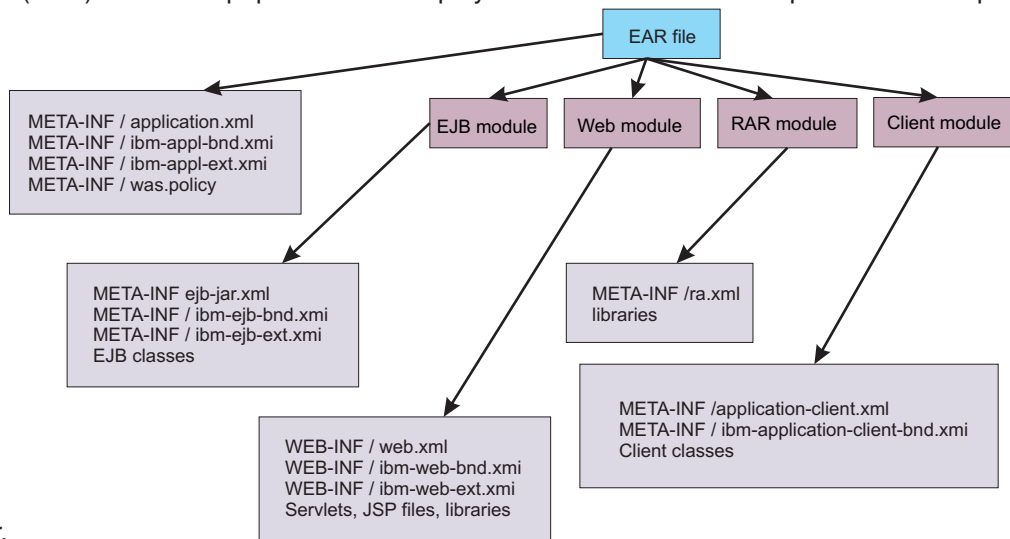 EAR file
META-INF / application.xml
META-INF / ibm-appl-bnd.xmi
META-INF / ibm-appl-ext.xmi
META-INF / was.policy
EJB module
Web module
RAR module
Client module
META-INF ejb-jar.xml
META-INF / ibm-ejb-bnd.xmi
META-INF / ibm-ejb-ext.xmi
EJB classes
META-INF /ra.xml
libraries
META-INF /application-client.xml
META-INF / ibm-application-client-bnd.xmi
Client classes
WEB-INF / web.xml
WEB-INF / ibm-web-bnd.xmi
WEB-INF / ibm-web-ext.xmi
Servlets, JSP files, libraries